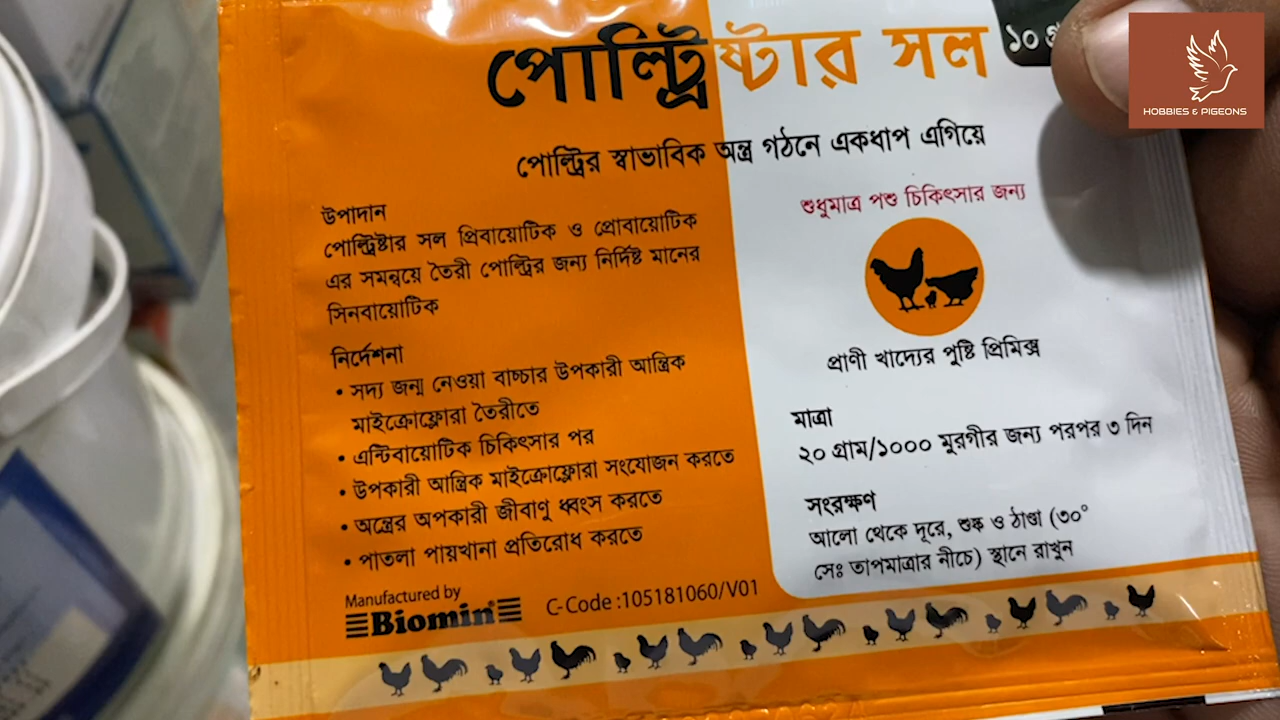 পোল্ট্রিষ্টার সল
১০
HOBBIES & PIGEONS
পোল্ট্রির স্বাভাবিক অন্ত্র গঠনে একধাপ এগিয়ে
উপাদান
পোল্ট্রিষ্টার সল প্রিবায়োটিক ও প্রোবায়োটিক
এর সমন্বয়ে তৈরী পোল্ট্রির জন্য নির্দিষ্ট মানের
সিনবায়োটিক
নির্দেশনা
• সদ্য জন্ম নেওয়া বাচ্চার উপকারী আন্ত্রিক
মাইক্রোফ্লোরা তৈরীতে
• এন্টিবায়োটিক চিকিৎসার পর
• উপকারী আন্ত্রিক মাইক্রোফ্লোরা সংযোজন করতে
• অন্ত্রের অপকারী জীবাণু ধ্বংস করতে
• পাতলা পায়খানা প্রতিরোধ করতে
Manufactured by
Biomin
C-Code :105181060/V01
শুধুমাত্র পশু চিকিৎসার জন্য
প্রাণী খাদ্যের পুষ্টি প্রিমিক্স
মাত্রা
২০ গ্রাম/১০০০ মুরগীর জন্য পরপর ৩ দিন
সংরক্ষণ
আলো থেকে দূরে, শুষ্ক ও ঠাণ্ডা (৩০°
সেঃ তাপমাত্রার নীচে) স্থানে রাখুন